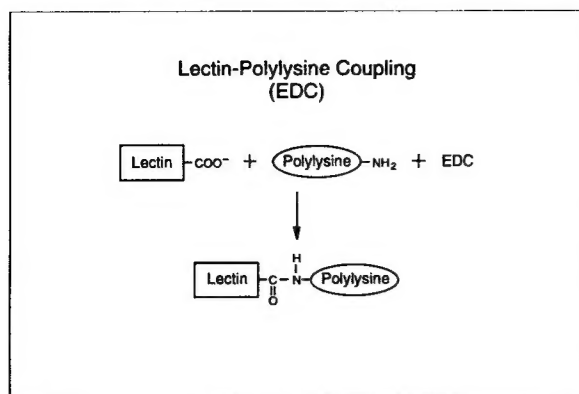 Lectin-Polylysine Coupling
(EDC)
Lectin -COO⁻ + Polylysine -NH₂ + EDC
H
Lectin -C-N- Polylysine
O